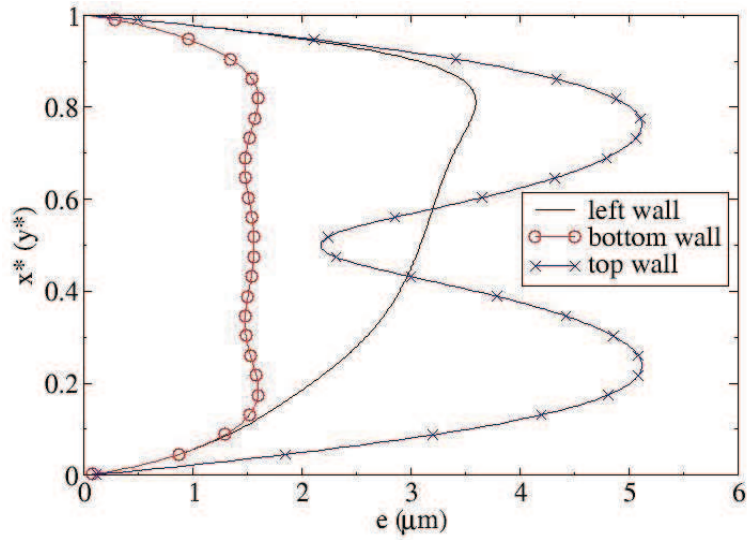 1
0.8
0.6
0.4
0.2
0
x* (y*)
left wall
bottom wall
top wall
0 1 2 3 4 5 6
e (μm)